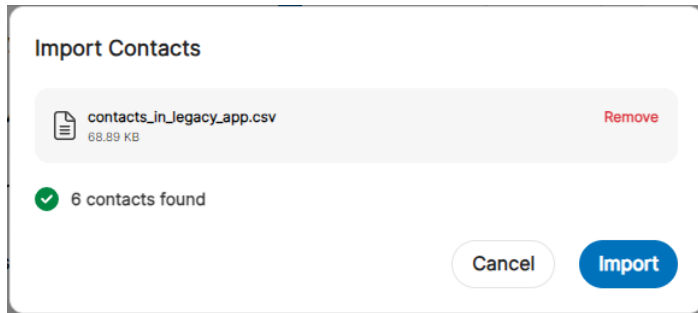 Import Contacts
contacts_in_legacy_app.csv
Remove
68.89 KB
6 contacts found
Cancel
Import